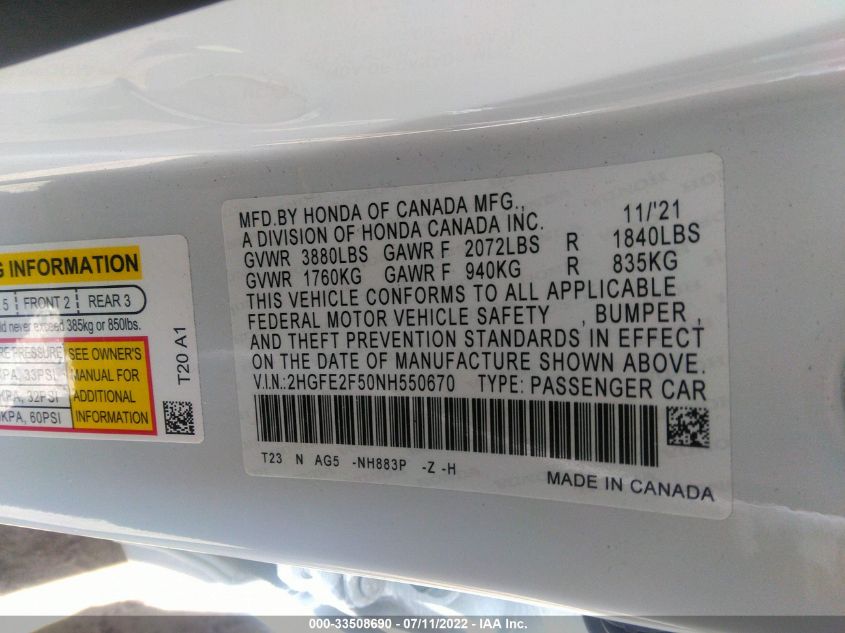 MFD.BY HONDA OF CANADA MFG., 11/'21
A DIVISION OF HONDA CANADA INC.
GVWR 3880LBS GAWR F 2072LBS R 1840LBS
GVWR 1760KG GAWR F 940KG R 835KG
THIS VEHICLE CONFORMS TO ALL APPLICABLE
FEDERAL MOTOR VEHICLE SAFETY , BUMPER ,
AND THEFT PREVENTION STANDARDS IN EFFECT
ON THE DATE OF MANUFACTURE SHOWN ABOVE.
V.I.N.:2HGFE2F50NH550670 TYPE:PASSENGER CAR
T23 N AG5 -NH883P -Z -H
MADE IN CANADA
G INFORMATION
5 FRONT 2 REAR 3
never exceed 385kg or 850lbs.
PRESSURE SEE OWNER'S
33PSI MANUAL FOR
KPA, 32PSI ADDITIONAL
KPA, 60PSI INFORMATION
T20 A1
000-33508690 - 07/11/2022 - IAA Inc.